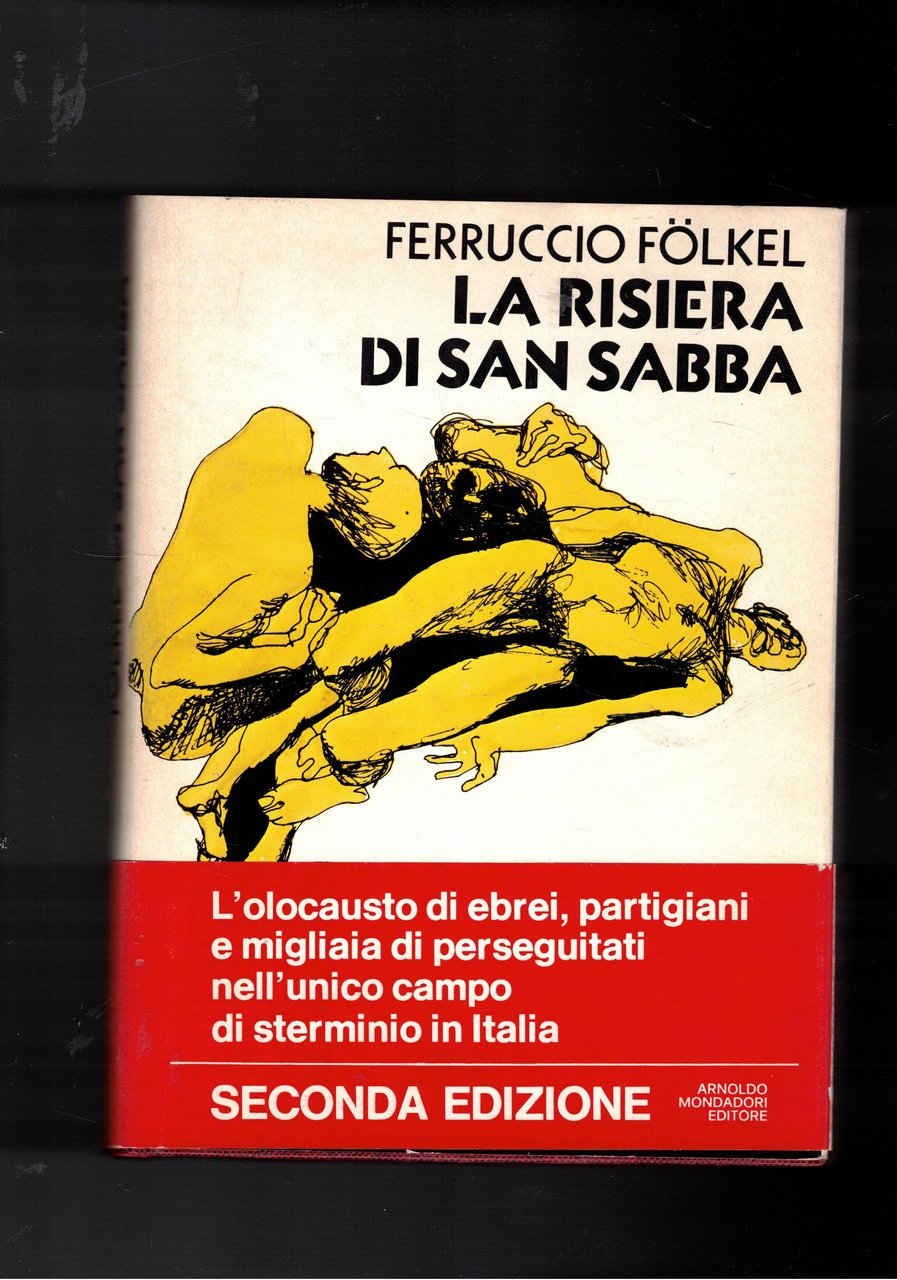 FERRUCCIO FÖLKEL
LA RISIERA
DI SAN SABBA
L'olocausto di ebrei, partigiani
e migliaia di perseguitati
nell'unico campo
di sterminio in Italia
SECONDA EDIZIONE
ARNOLDO
MONDADORI
EDITORE